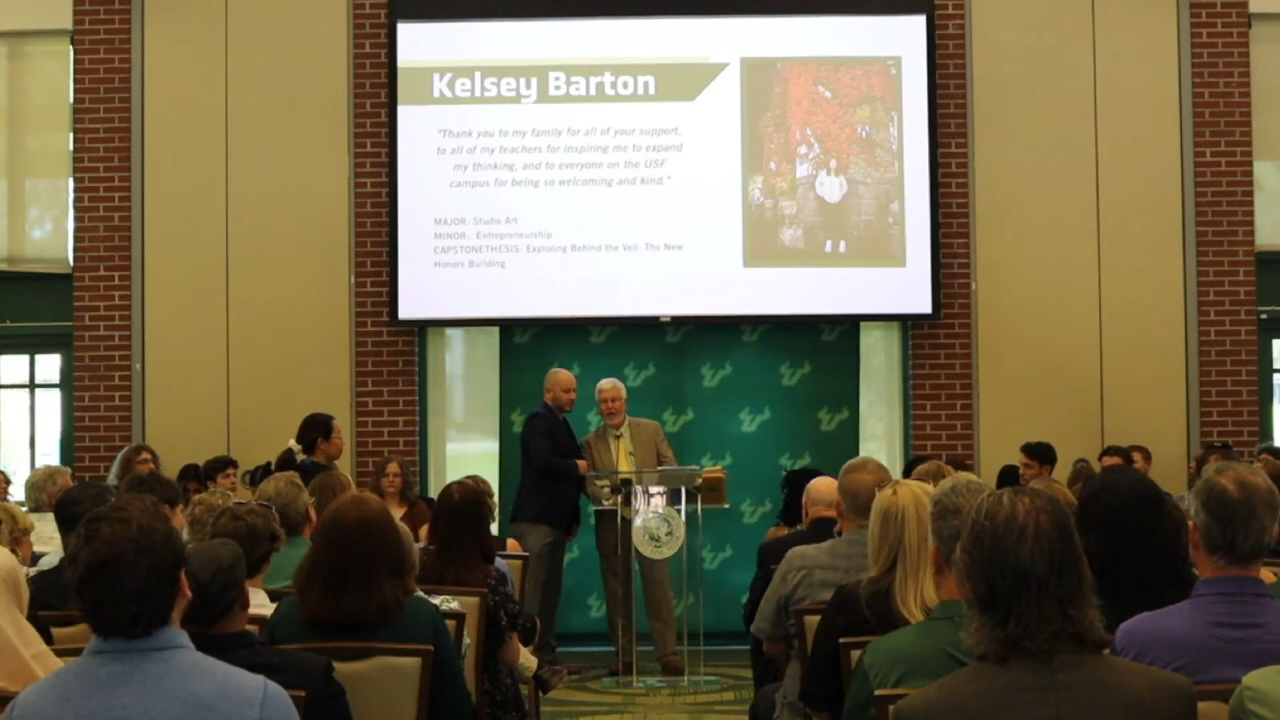 Kelsey Barton
"Thank you to my family for all of your support,
to all of my teachers for inspiring me to expand
my thinking, and to everyone on the USF
campus for being so welcoming and kind."
MAJOR: Studio Art
MINOR: Entrepreneurship
CAPSTONETHESIS: Exploring Behind the Veil: The New
Honors Building